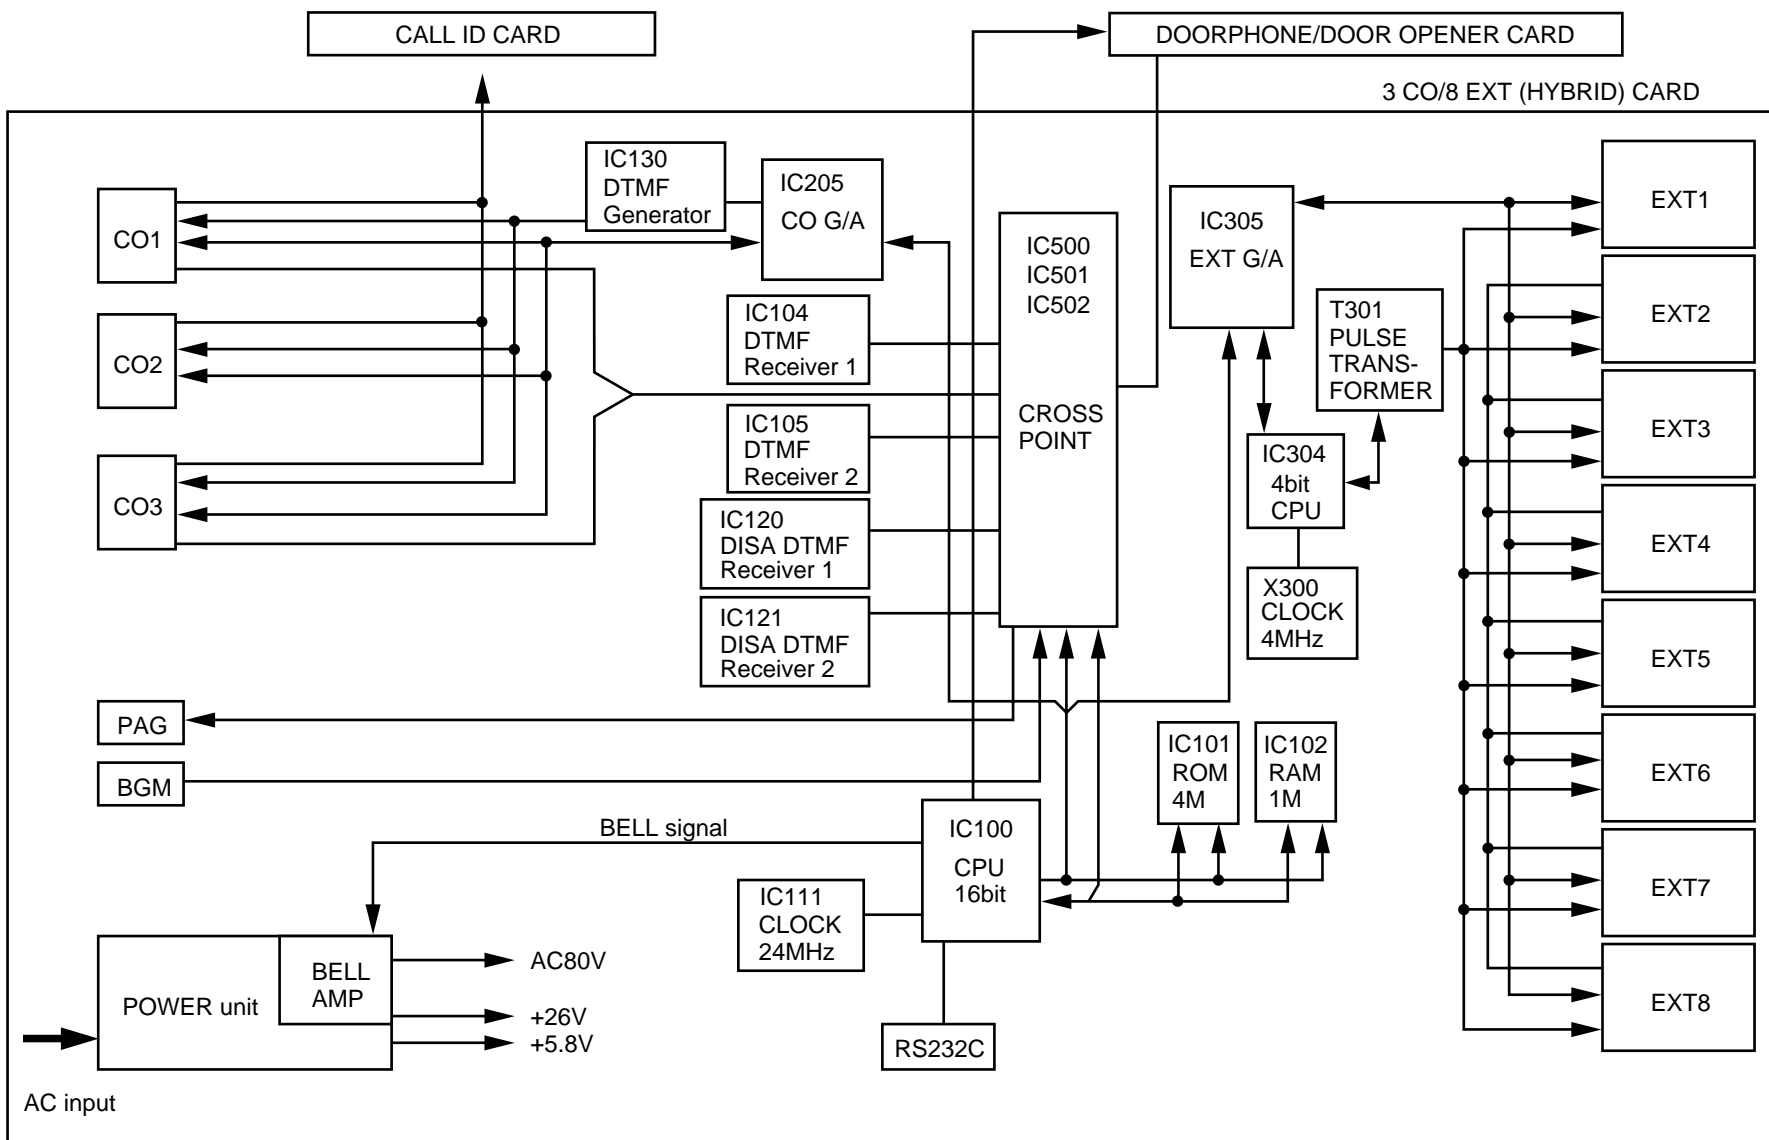 CALL ID CARD
DOORPHONE/DOOR OPENER CARD
3 CO/8 EXT (HYBRID) CARD
CO1
CO2
CO3
IC130
DTMF
Generator
IC205
CO G/A
IC104
DTMF
Receiver 1
IC105
DTMF
Receiver 2
IC120
DISA DTMF
Receiver 1
IC121
DISA DTMF
Receiver 2
IC500
IC501
IC502
CROSS
POINT
IC305
EXT G/A
T301
PULSE
TRANS-
FORMER
IC304
4bit
CPU
X300
CLOCK
4MHz
EXT1
EXT2
EXT3
EXT4
EXT5
EXT6
EXT7
EXT8
PAG
BGM
IC101
ROM
4M
IC102
RAM
1M
BELL signal
IC100
CPU
16bit
IC111
CLOCK
24MHz
RS232C
POWER unit
BELL
AMP
AC80V
+26V
+5.8V
AC input